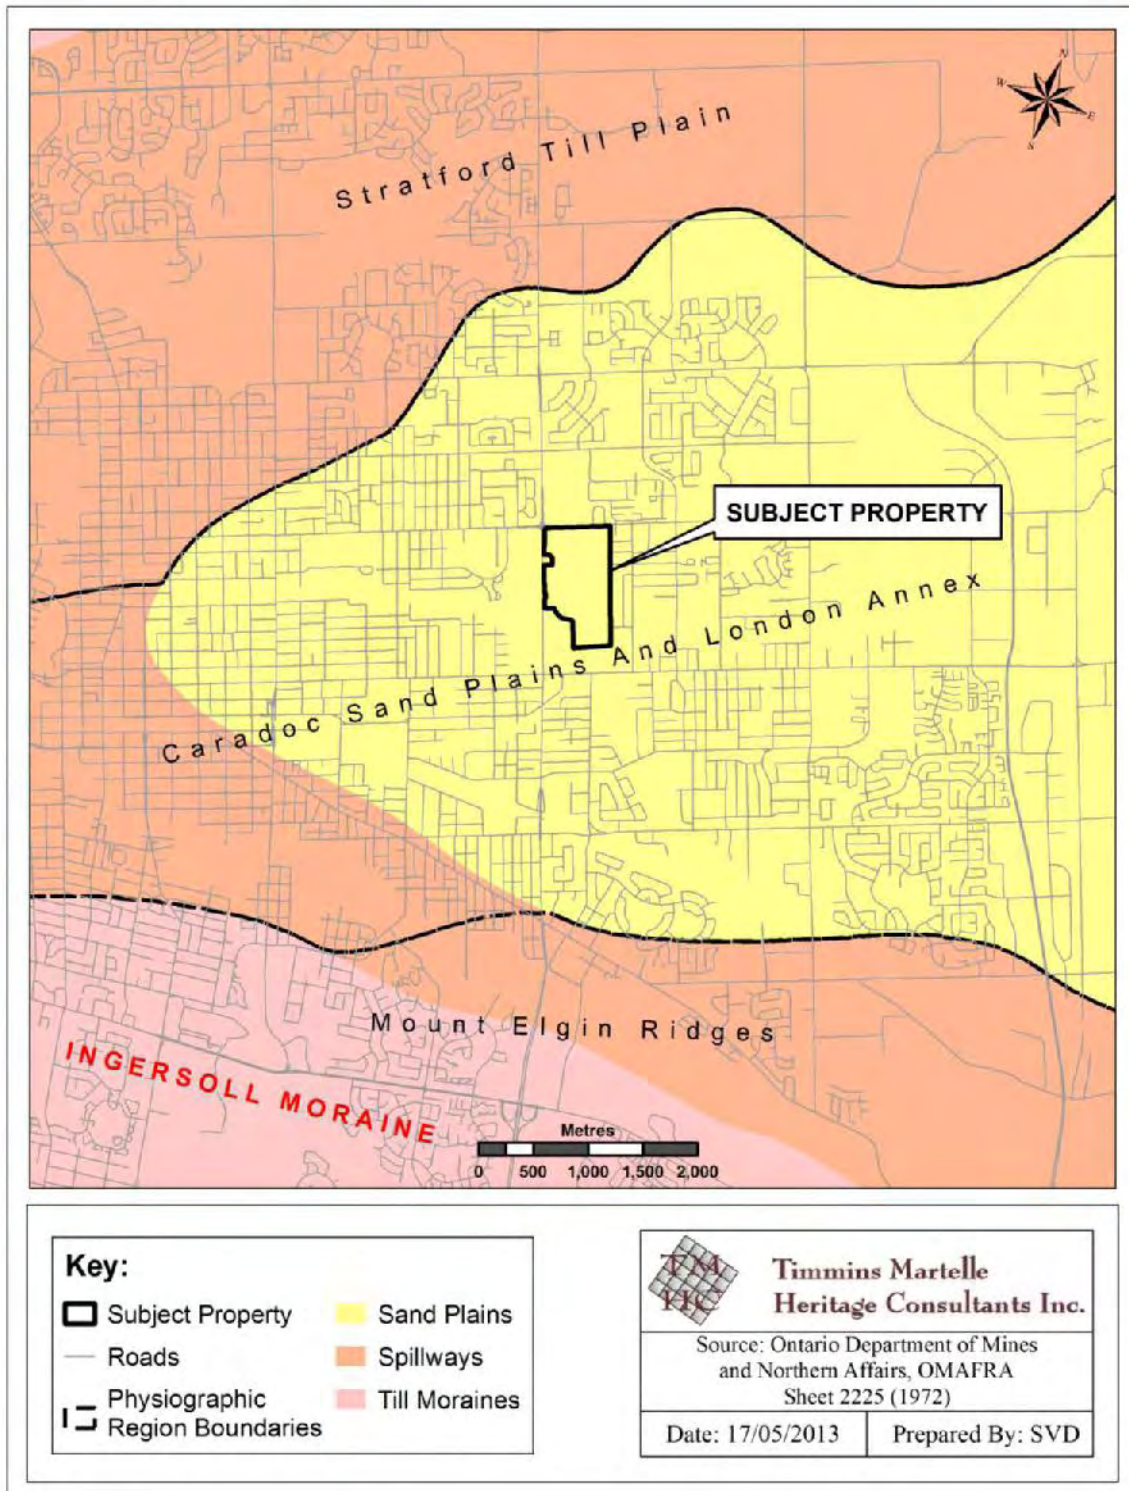 N
W
E
S
Stratford Till Plain
SUBJECT PROPERTY
Caradoc Sand Plains And London Annex
Mount Elgin Ridges
INGERSOLL MORAINE
Metres
0 500 1,000 1,500 2,000
Key:
Subject Property
Roads
Physiographic
Region Boundaries
Sand Plains
Spillways
Till Moraines
TM
HC
Timmins Martelle
Heritage Consultants Inc.
Source: Ontario Department of Mines
and Northern Affairs, OMAFRA
Sheet 2225 (1972)
Date: 17/05/2013
Prepared By: SVD